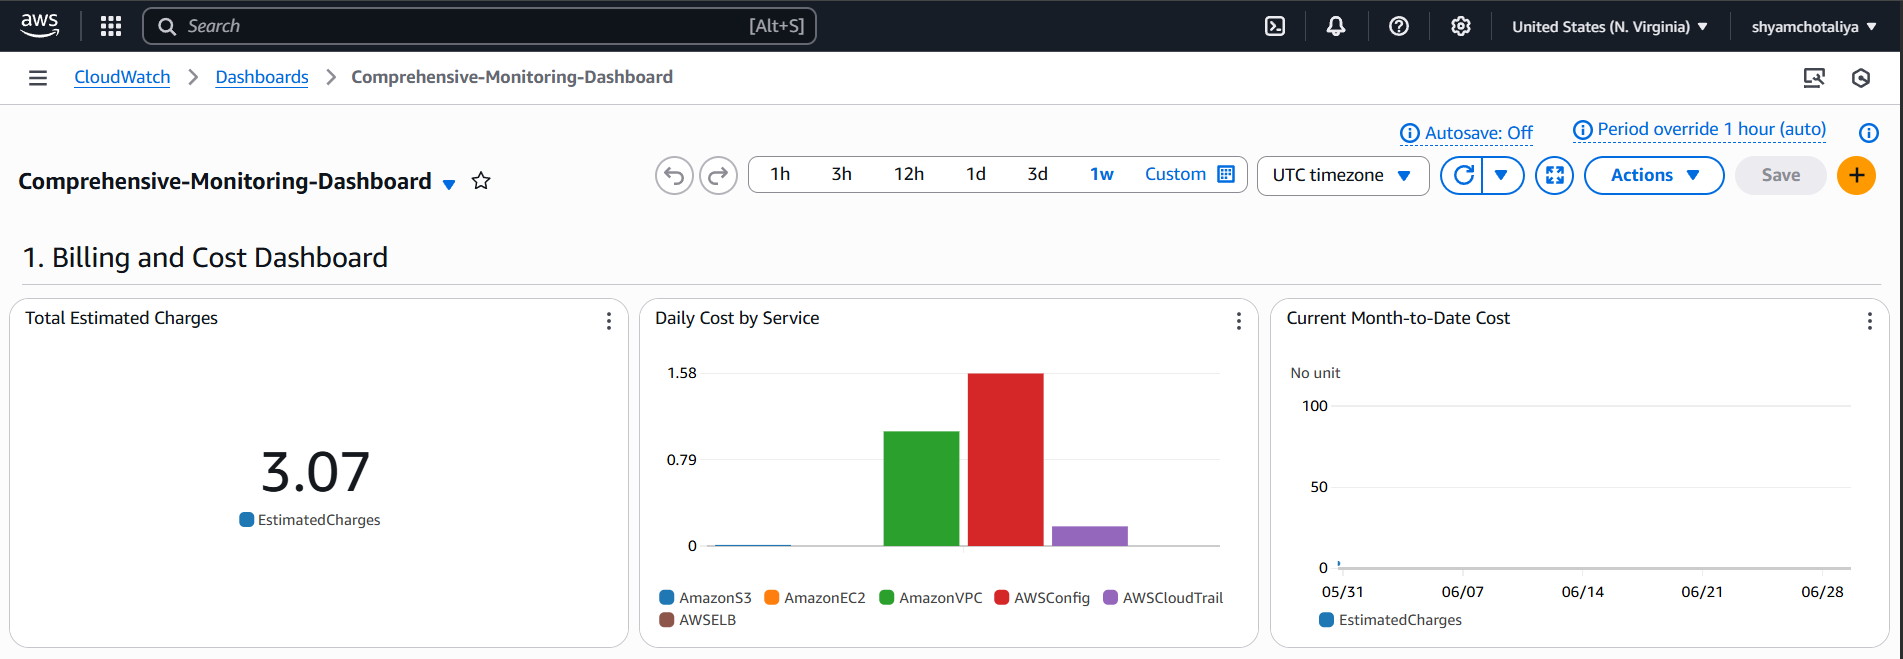 aws
Search [Alt+S]
United States (N. Virginia)
shyamchotaliya
CloudWatch > Dashboards > Comprehensive-Monitoring-Dashboard
Autosave: Off
Period override 1 hour (auto)
Comprehensive-Monitoring-Dashboard
1h 3h 12h 1d 3d 1w Custom
UTC timezone
Actions
Save
1. Billing and Cost Dashboard
Total Estimated Charges
3.07
EstimatedCharges
Daily Cost by Service
1.58
0.79
0
AmazonS3 AmazonEC2 AmazonVPC AWSConfig AWSCloudTrail
AWSELB
Current Month-to-Date Cost
No unit
100
50
0
05/31 06/07 06/14 06/21 06/28
EstimatedCharges